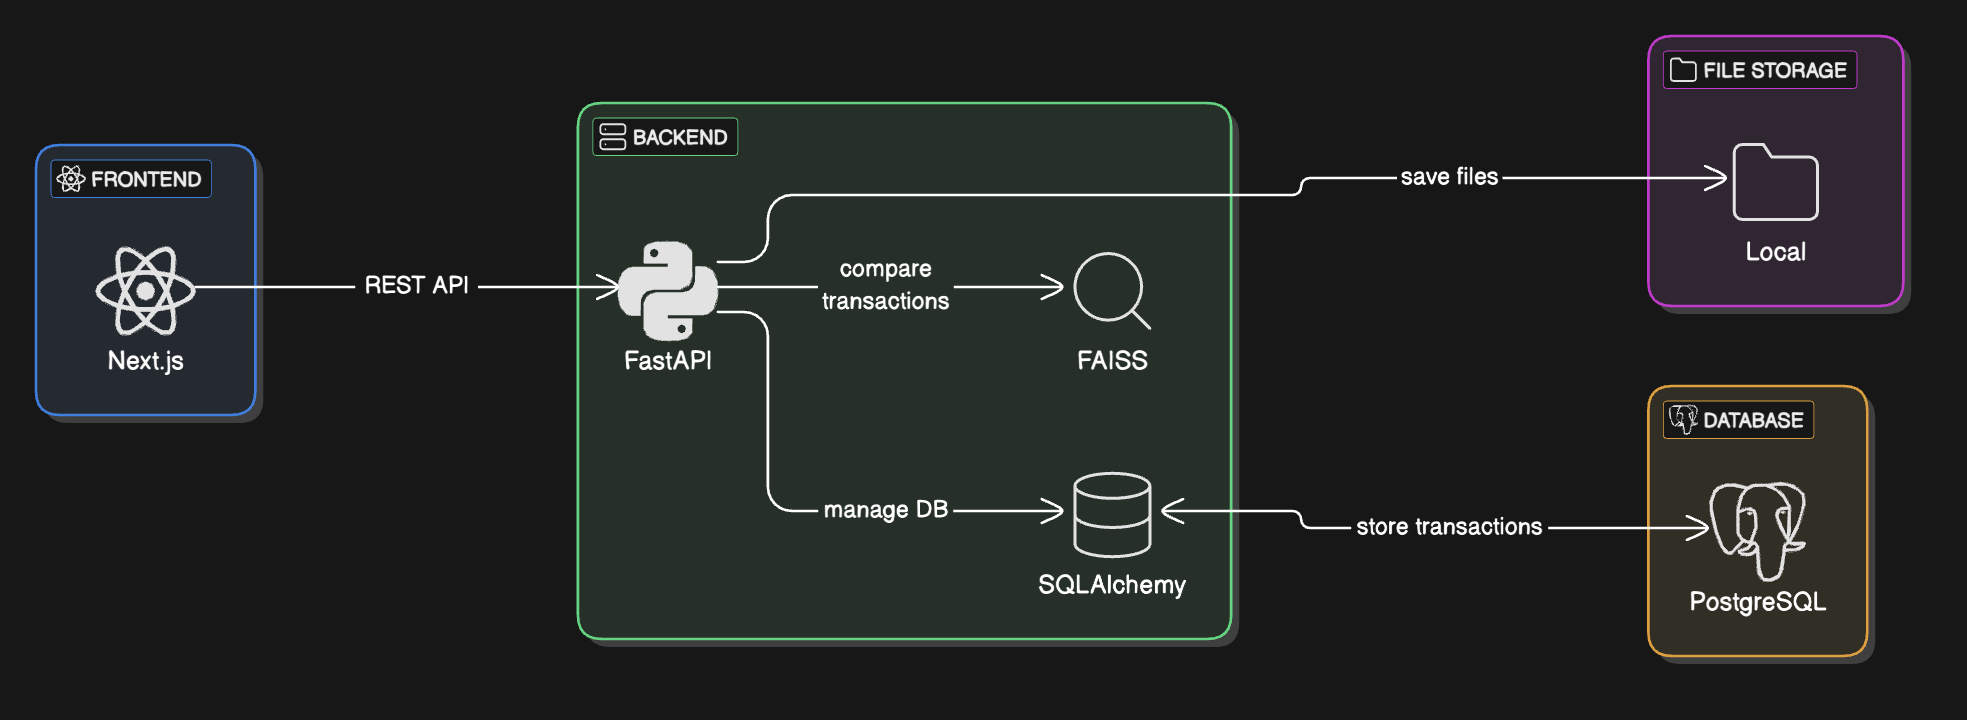 FRONTEND
Next.js
REST API
BACKEND
FastAPI
compare
transactions
FAISS
manage DB
SQLAlchemy
save files
FILE STORAGE
Local
store transactions
DATABASE
PostgreSQL